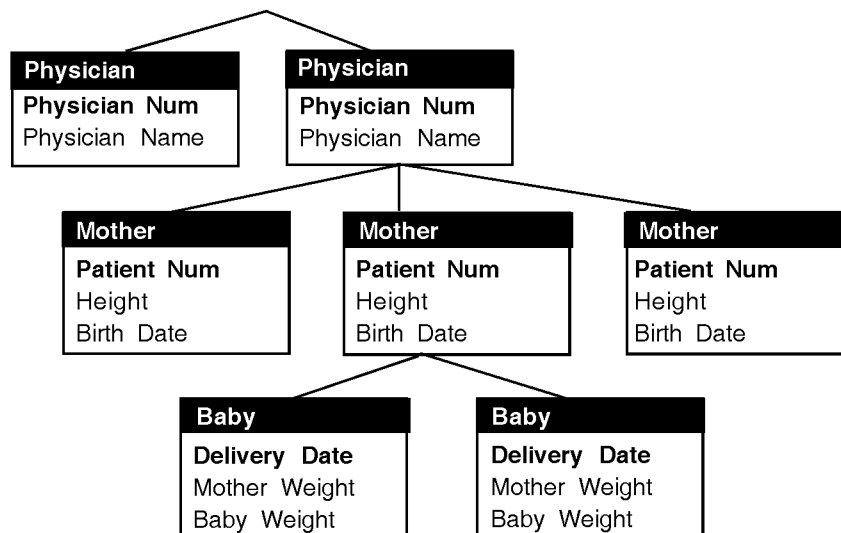 Physician
Physician Num
Physician Name
Physician
Physician Num
Physician Name
Mother
Patient Num
Height
Birth Date
Mother
Patient Num
Height
Birth Date
Mother
Patient Num
Height
Birth Date
Baby
Delivery Date
Mother Weight
Baby Weight
Baby
Delivery Date
Mother Weight
Baby Weight